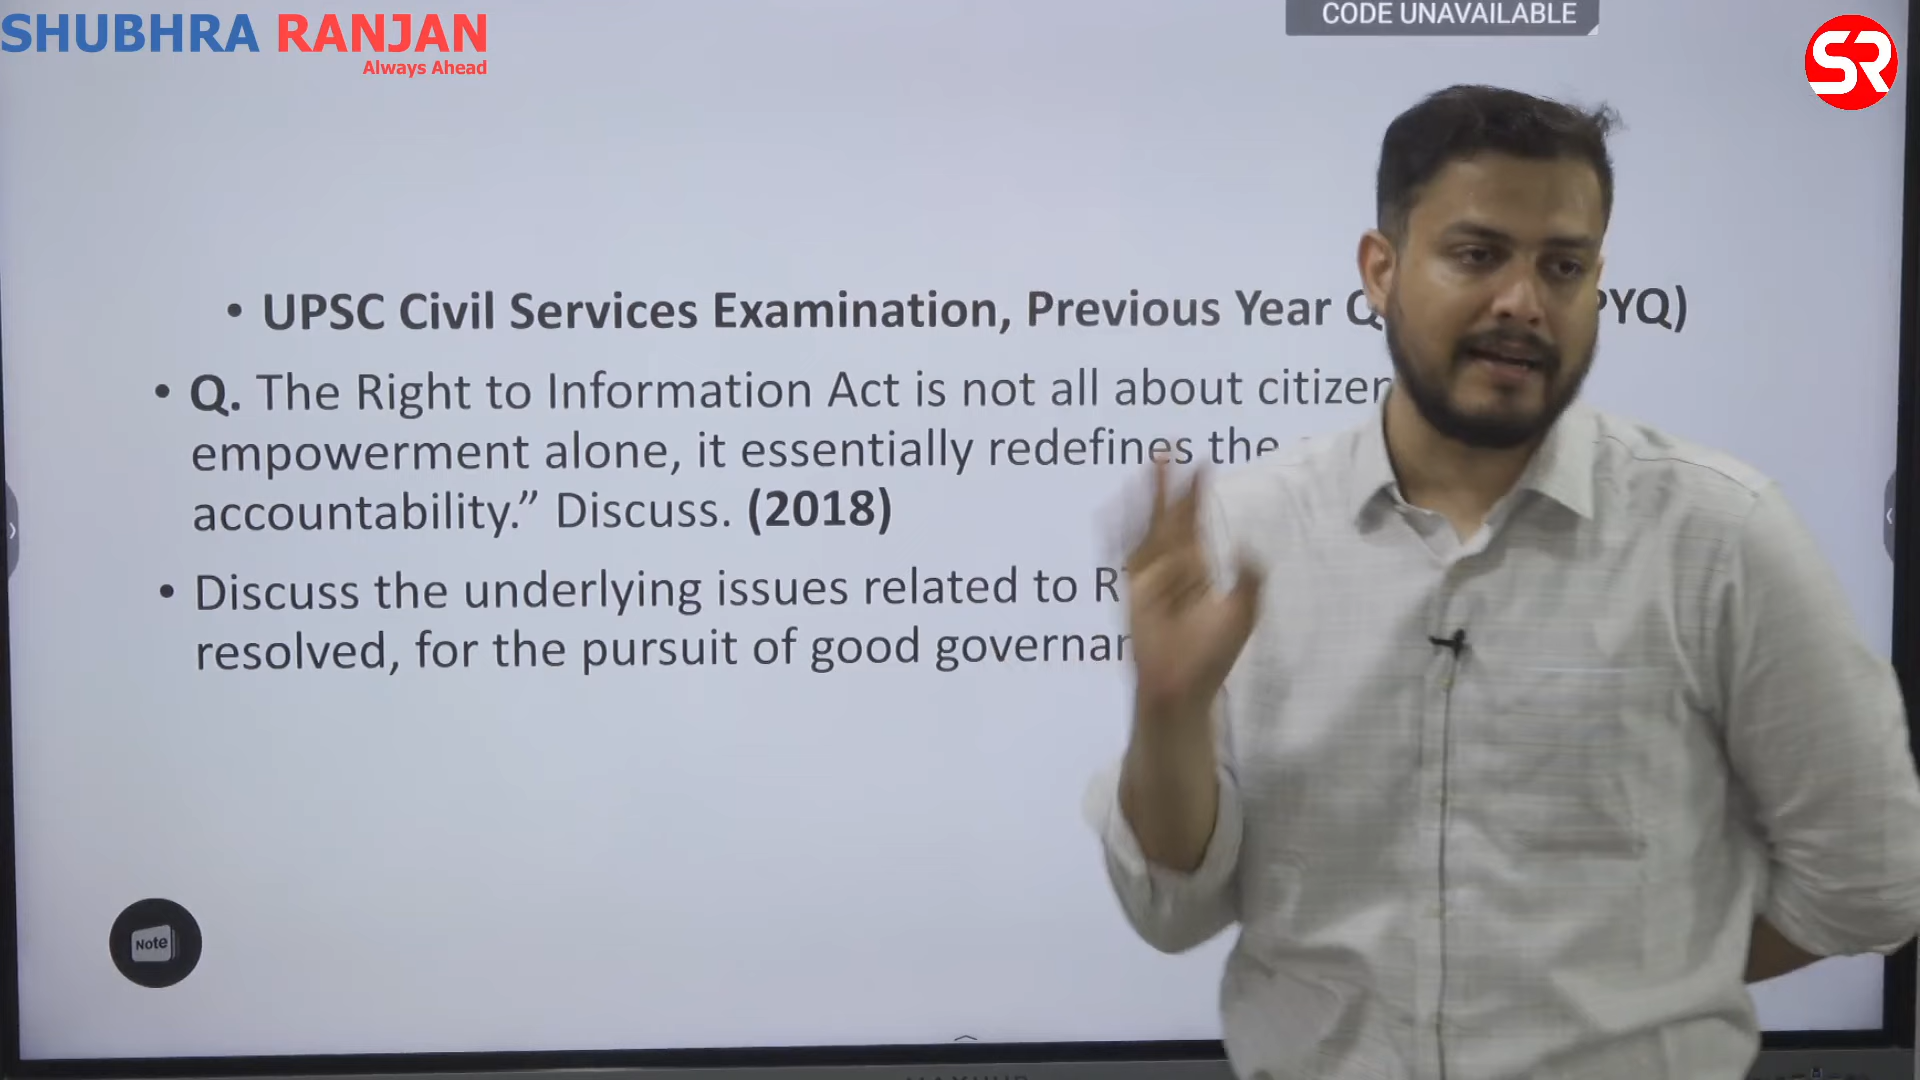 SHUBHRA RANJAN
Always Ahead
CODE UNAVAILABLE
SR
• UPSC Civil Services Examination, Previous Year PYQ)
• Q. The Right to Information Act is not all about
empowerment alone, it essentially redefines the
accountability.” Discuss. (2018)
• Discuss the underlying issues related to
resolved, for the pursuit of good
Note